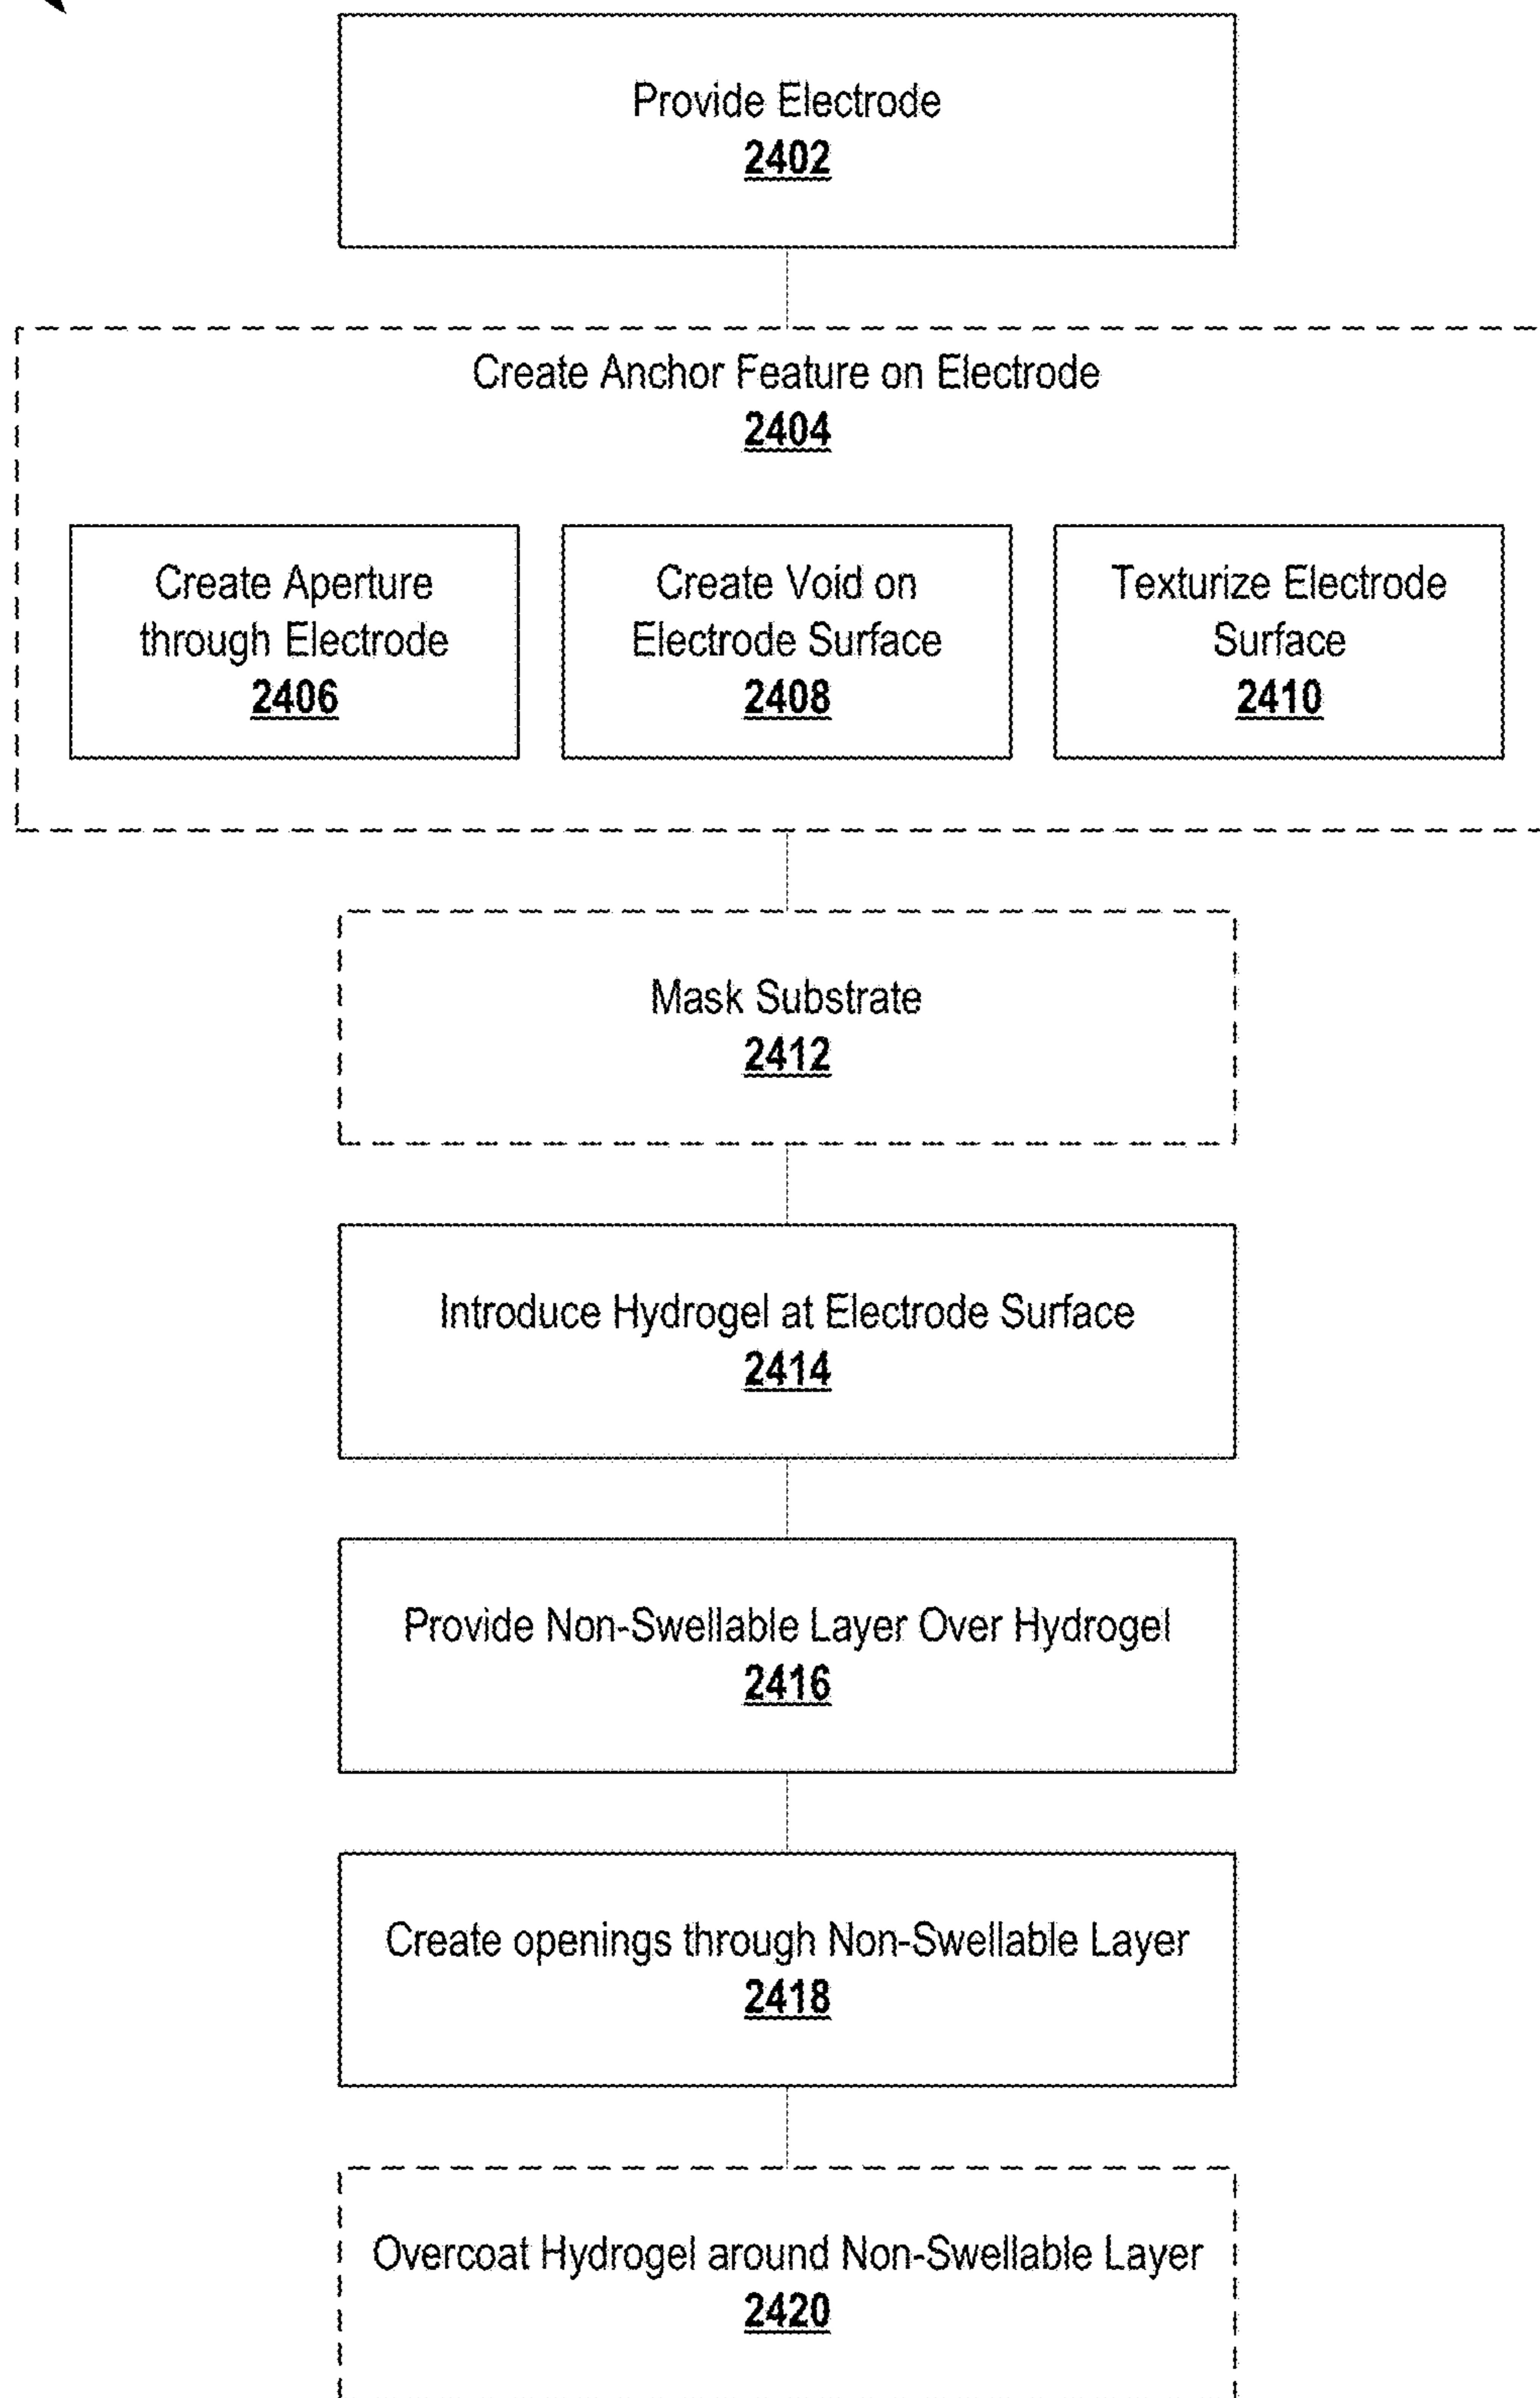 Provide Electrode
2402
Create Anchor Feature on Electrode
2404
Create Aperture
through Electrode
2406
Create Void on
Electrode Surface
2408
Texturize Electrode
Surface
2410
Mask Substrate
2412
Introduce Hydrogel at Electrode Surface
2414
Provide Non-Swellable Layer Over Hydrogel
2416
Create openings through Non-Swellable Layer
2418
Overcoat Hydrogel around Non-Swellable Layer
2420